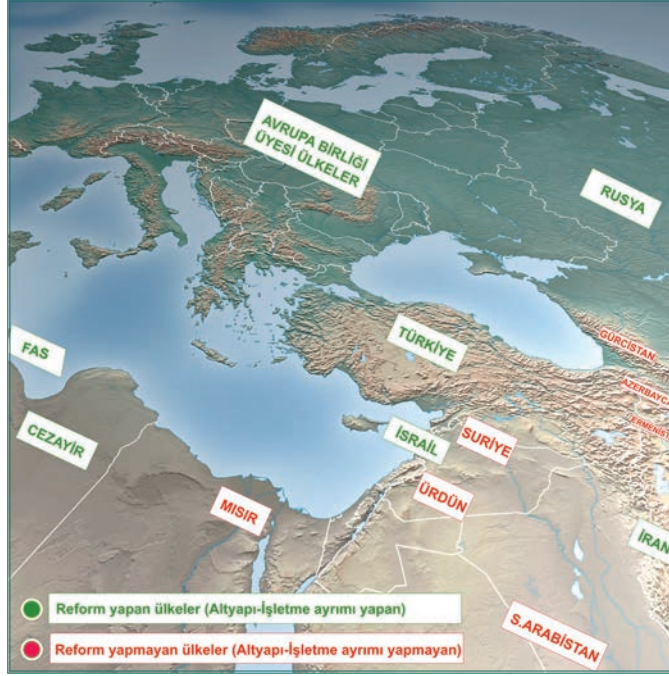 AVRUPA BİRLİĞİ
ÜYESİ ÜLKELER
RUSYA
TÜRKİYE
GÜRCİSTAN
FAS
CEZAYİR
İSRAİL
SURİYE
ÜRDÜN
MISIR
İRAN
S.ARABİSTAN
Reform yapan ülkeler (Altyapı-İşletme ayrımı yapan)
Reform yapmayan ülkeler (Altyapı-İşletme ayrımı yapmayan)